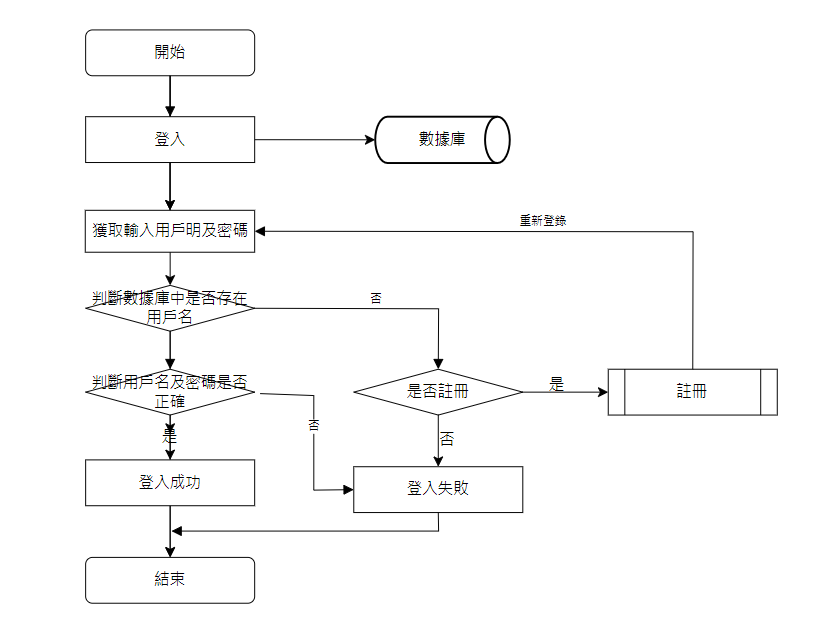 開始
登入
數據庫
獲取輸入用戶明及密碼
重新登錄
判斷數據庫中是否存在
用戶名
否
判斷用戶名及密碼是否
正確
是否註冊
是
註冊
否
是
否
登入成功
登入失敗
結束